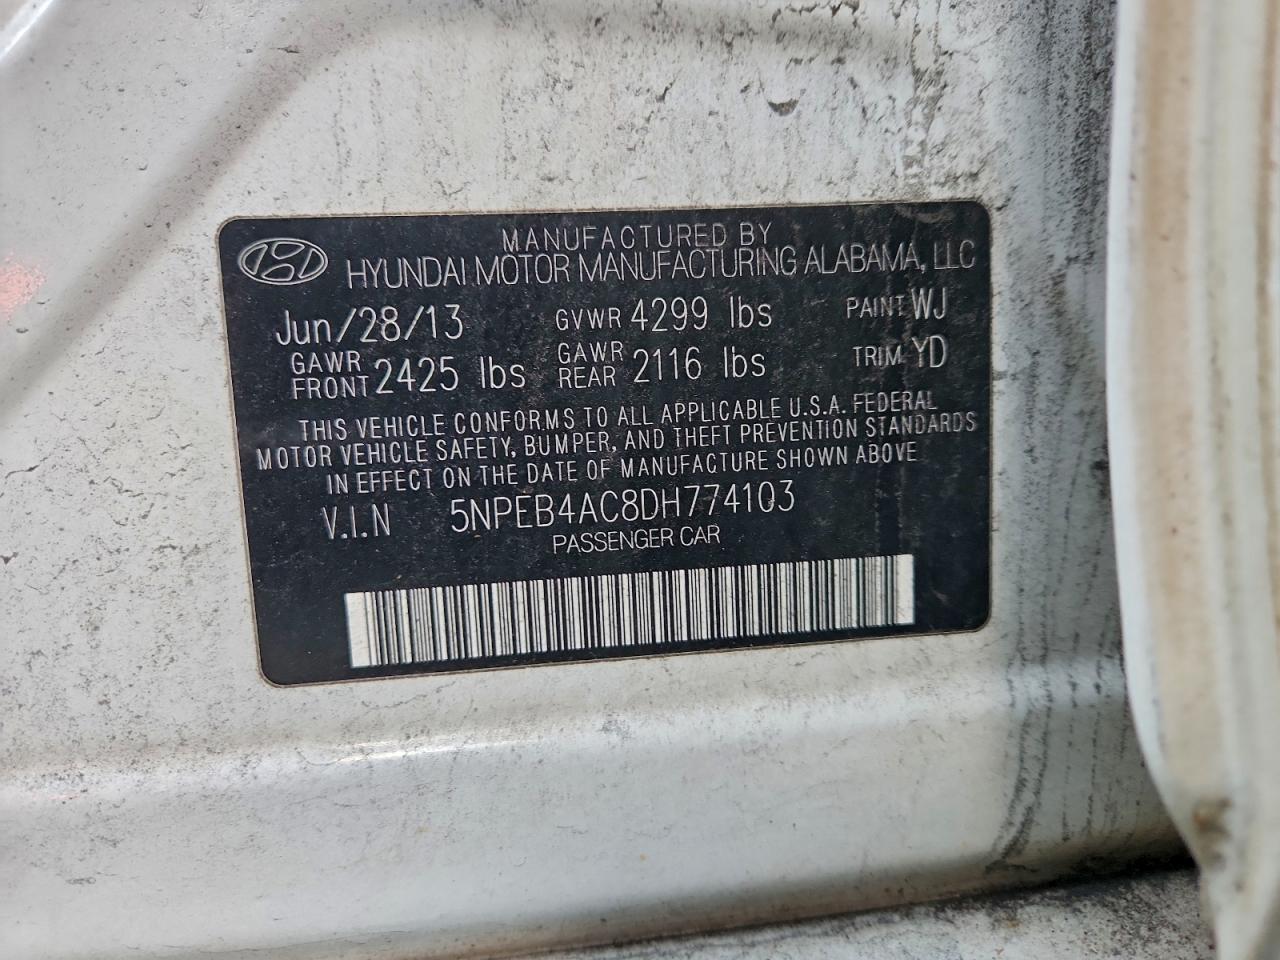 MANUFACTURED BY
HYUNDAI MOTOR MANUFACTURING ALABAMA, LLC
Jun/28/13 GVWR 4299 lbs PAINT WJ
GAWR FRONT 2425 lbs GAWR REAR 2116 lbs TRIM YD
THIS VEHICLE CONFORMS TO ALL APPLICABLE U.S.A. FEDERAL
MOTOR VEHICLE SAFETY, BUMPER, AND THEFT PREVENTION STANDARDS
IN EFFECT ON THE DATE OF MANUFACTURE SHOWN ABOVE
V.I.N 5NPEB4AC8DH774103
PASSENGER CAR